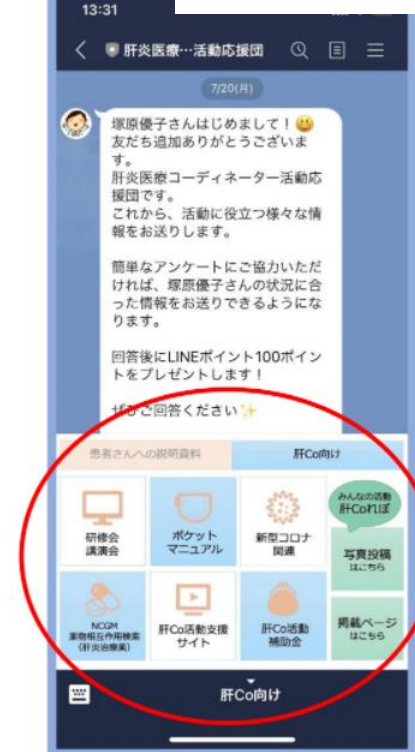 13:31
肝炎医療…活動応援団
7/20(月)
塚原優子さんはじめまして！😃
友だち追加ありがとうございま
す。
肝炎医療コーディネーター活動応
援団です。
これから、活動に役立つ様々な情
報をお送りします。
簡単なアンケートにご協力いただ
ければ、塚原優子さんの状況に合
った情報をお送りできるようにな
ります。
回答後にLINEポイント100ポイン
トをプレゼントします！
ぜひご回答ください✨
患者さんへの説明資料
肝Co向け
研修会
講演会
ポケット
マニュアル
新型コロナ
関連
みんなの活動
肝Coれぽ
写真投稿
はこちら
NCGM
薬物相互作用検索
(肝炎治療薬)
肝Co活動支援
サイト
肝Co活動
補助金
掲載ページ
はこちら
肝Co向け